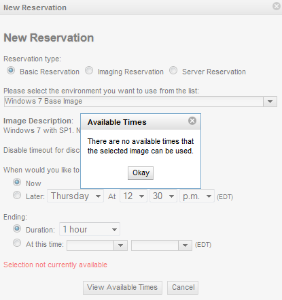 New Reservation
New Reservation
Reservation type:
Basic Reservation Imaging Reservation Server Reservation
Please select the environment you want to use from the list:
Windows 7 Base Image
Image Description:
Windows 7 with SP1. N
Disable timeout for disc
When would you like to
Now
Later: Thursday At 12 30 p.m. (EDT)
Ending:
Duration: 1 hour
At this time: (EDT)
Selection not currently available
View Available Times Cancel
Available Times
There are no available times that
the selected image can be used.
Okay